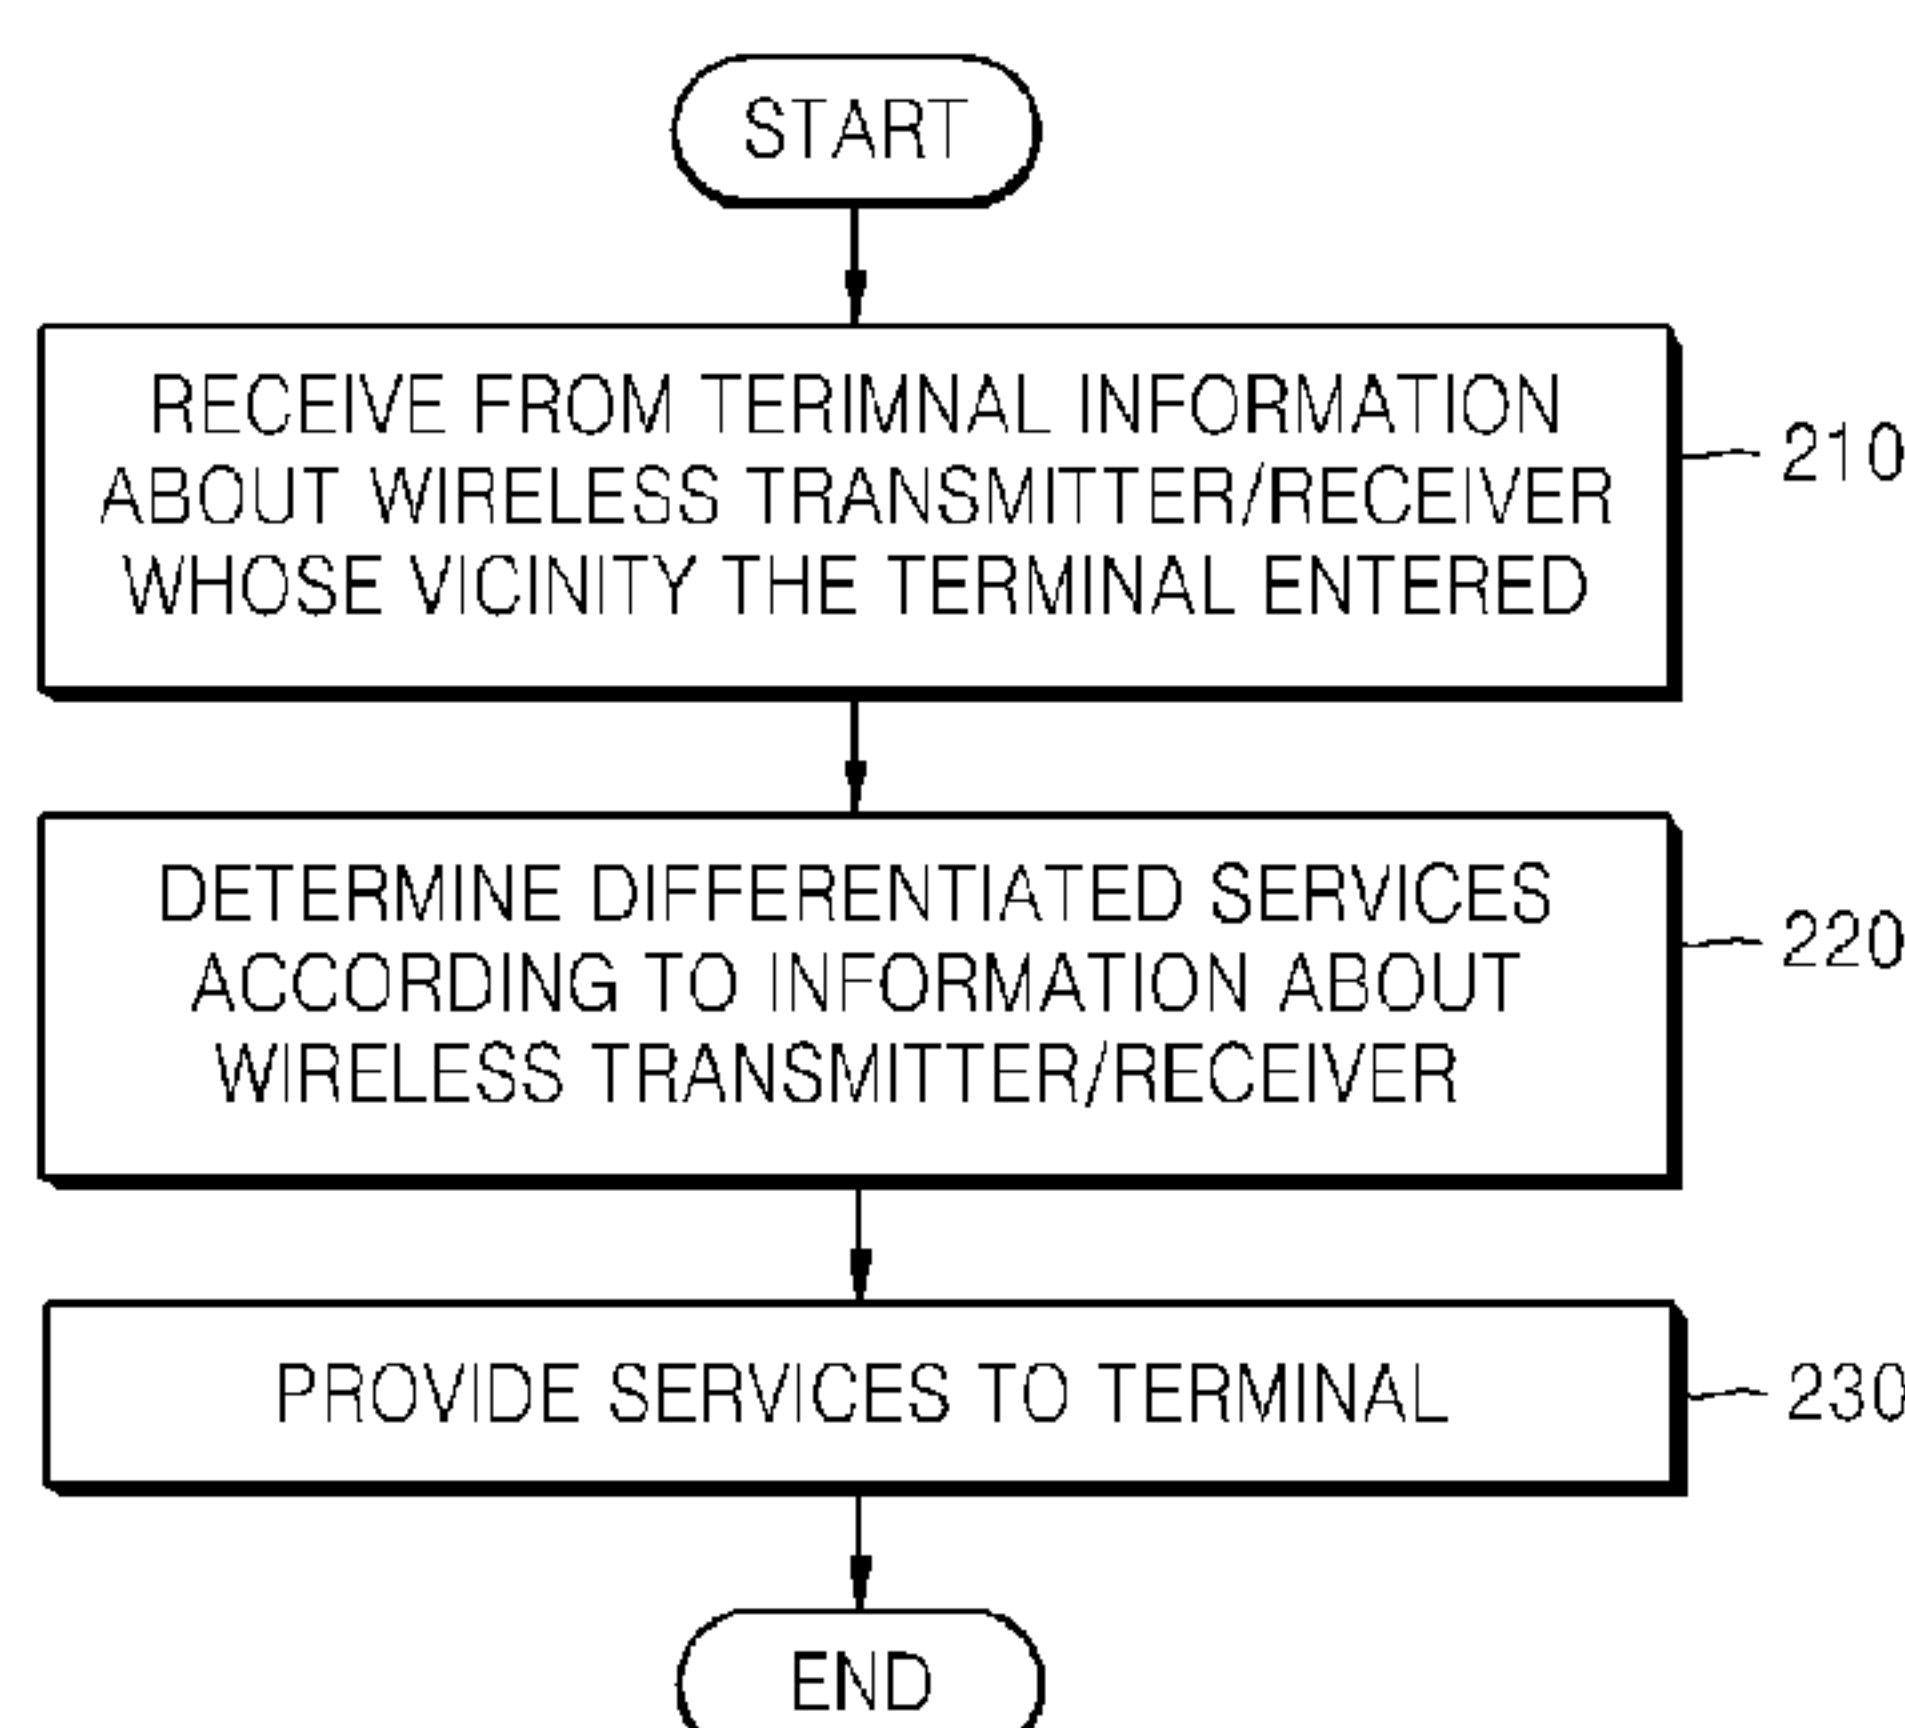 START
RECEIVE FROM TERIMNAL INFORMATION
ABOUT WIRELESS TRANSMITTER/RECEIVER
WHOSE VICINITY THE TERMINAL ENTERED
210
DETERMINE DIFFERENTIATED SERVICES
ACCORDING TO INFORMATION ABOUT
WIRELESS TRANSMITTER/RECEIVER
220
PROVIDE SERVICES TO TERMINAL
230
END